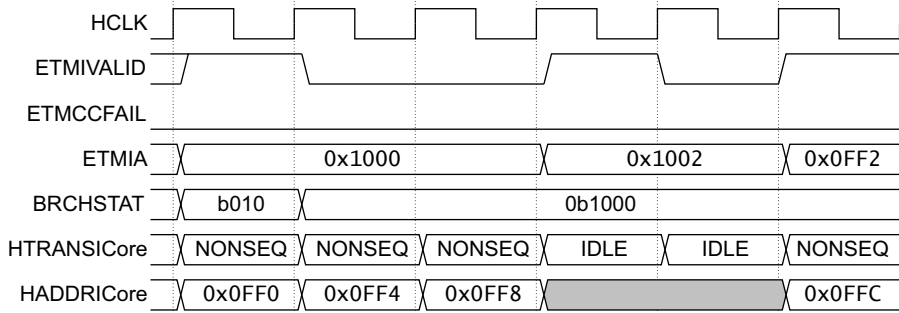 HCLK
ETMIVALID
ETMCCFAIL
ETMIA 0x1000 0x1002 0x0FF2
BRCHSTAT b010 0b1000
HTRANSICore NONSEQ NONSEQ NONSEQ IDLE IDLE NONSEQ
HADDRICore 0x0FF0 0x0FF4 0x0FF8 0x0FFC